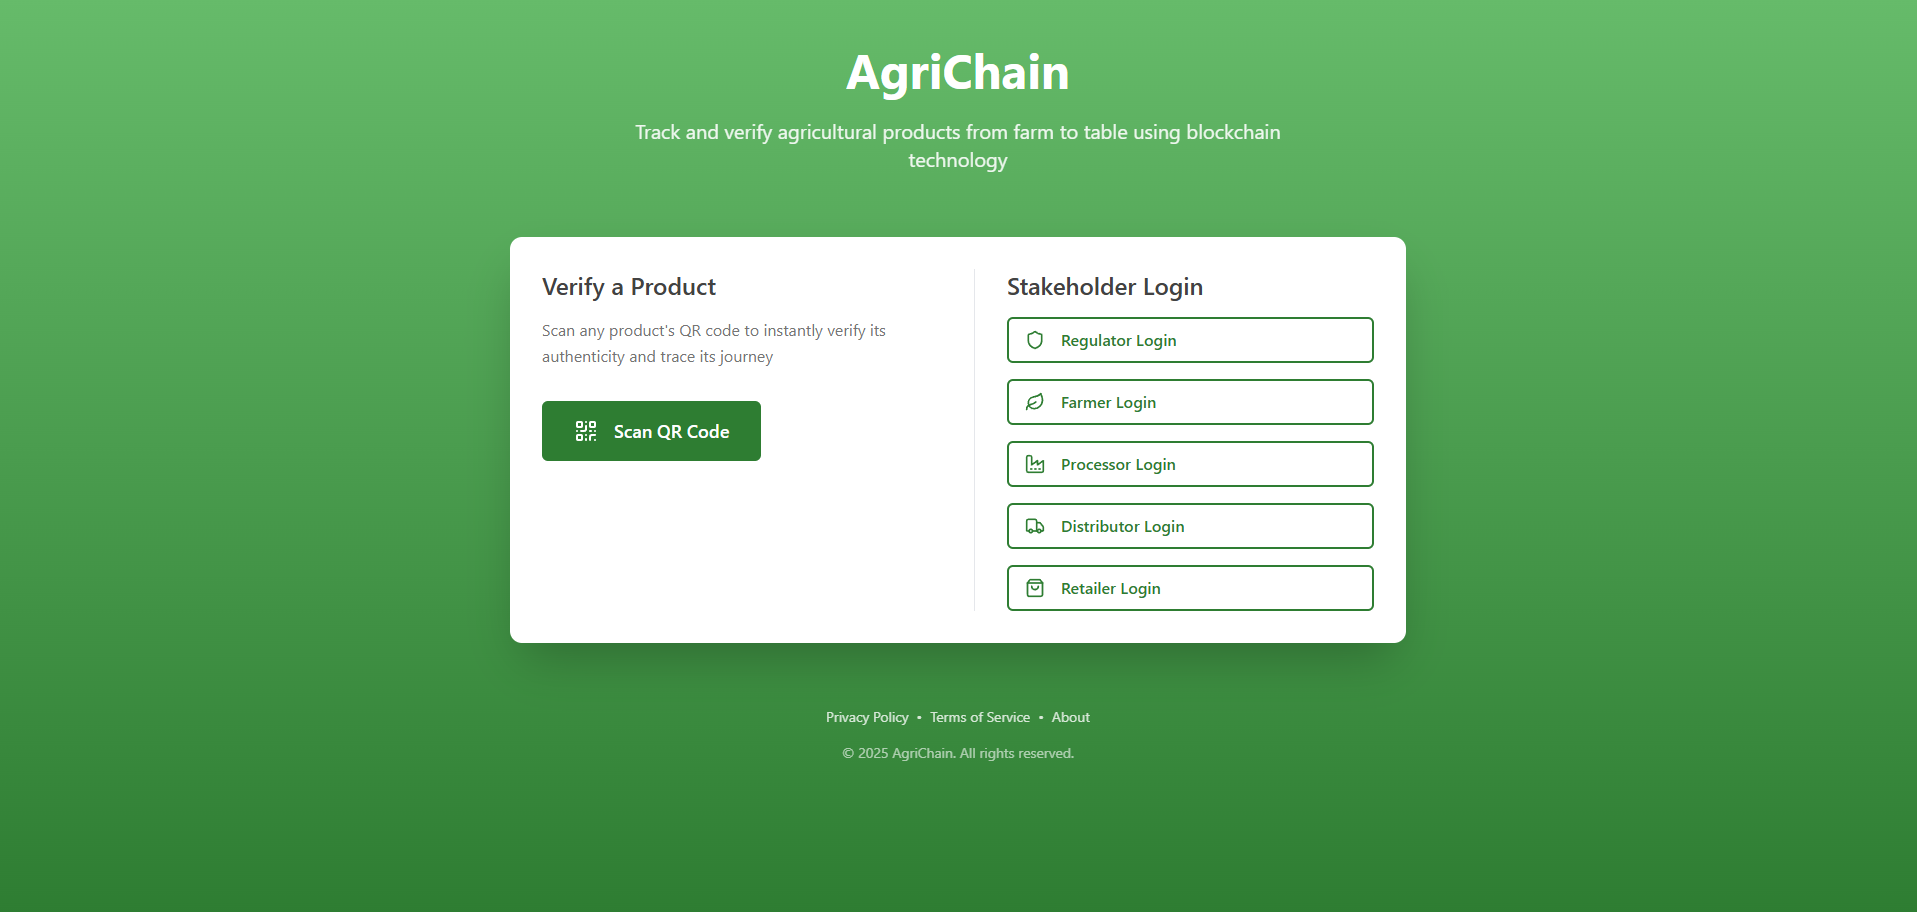 AgriChain
Track and verify agricultural products from farm to table using blockchain
technology
Verify a Product
Scan any product's QR code to instantly verify its
authenticity and trace its journey
Scan QR Code
Stakeholder Login
Regulator Login
Farmer Login
Processor Login
Distributor Login
Retailer Login
Privacy Policy • Terms of Service • About
© 2025 AgriChain. All rights reserved.